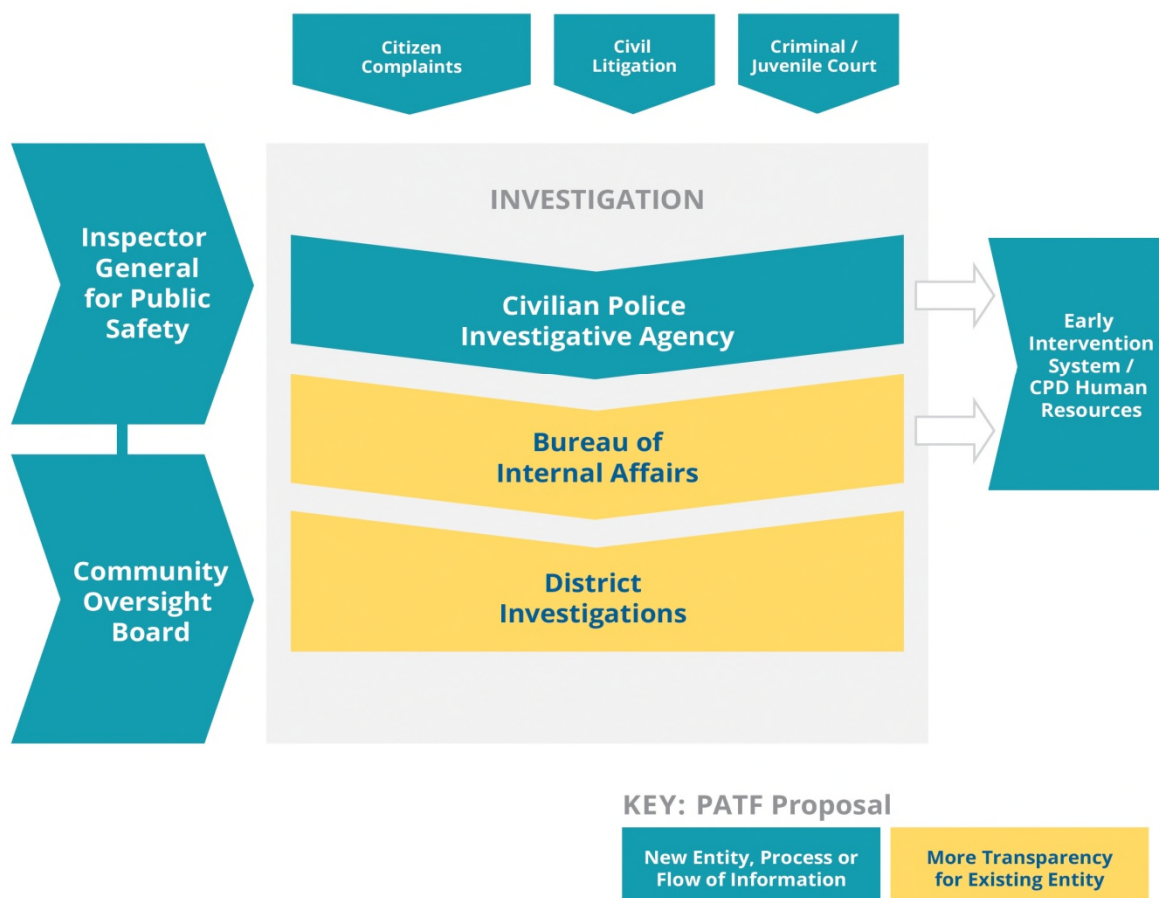 Citizen
Complaints
Civil
Litigation
Criminal /
Juvenile Court
Inspector
General
for Public
Safety
Community
Oversight
Board
INVESTIGATION
Civilian Police
Investigative Agency
Bureau of
Internal Affairs
District
Investigations
Early
Intervention
System /
CPD Human
Resources
KEY: PATF Proposal
New Entity, Process or
Flow of Information
More Transparency
for Existing Entity